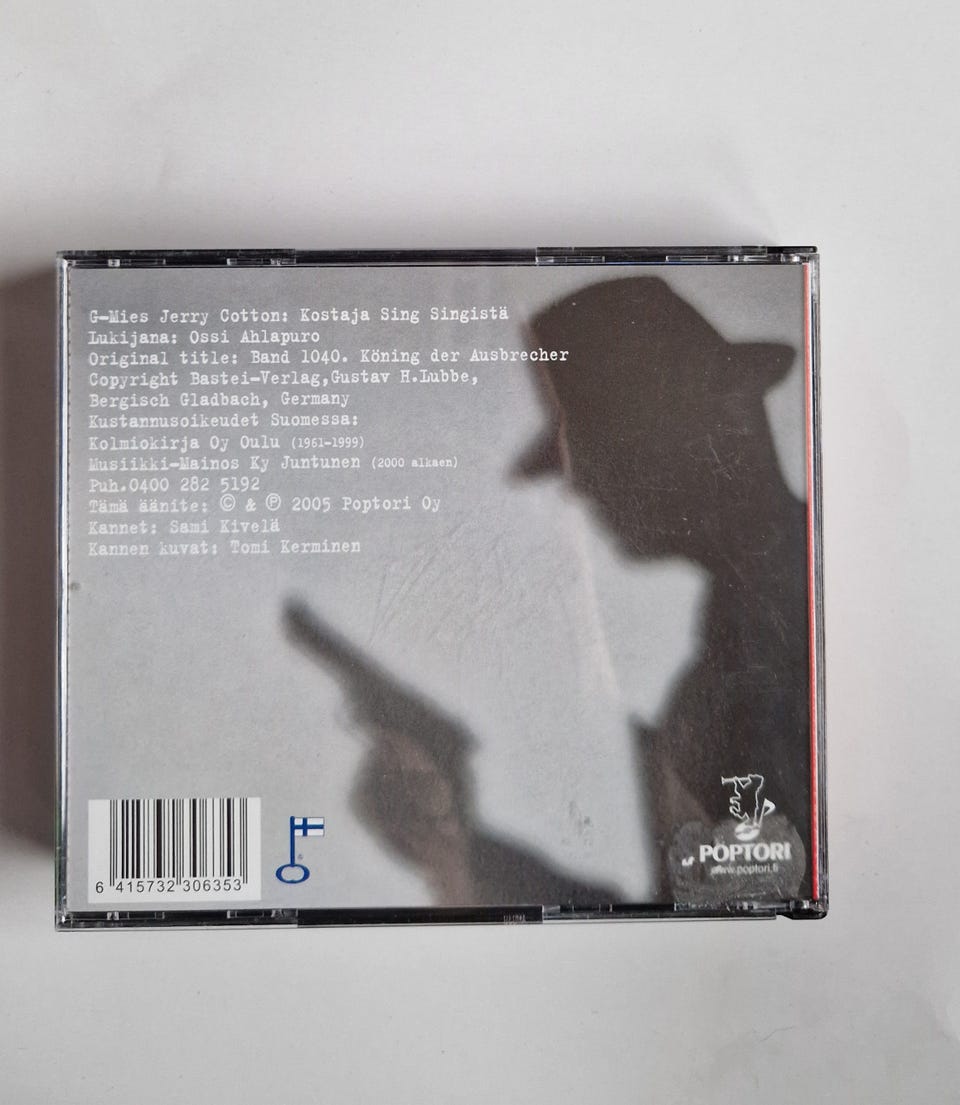 G-Mies Jerry Cotton: Kostaja Sing Singistä
Lukijana: Ossi Ahlapuro
Original title: Band 1040. Köning der Ausbrecher
Copyright Bastei-Verlag,Gustav H.Lubbe,
Bergisch Gladbach, Germany
Kustannusoikeudet Suomessa:
Kolmiokirja Oy Oulu (1961-1999)
Musiikki-Mainos Ky Juntunen (2000 alkaen)
Puh.0400 282 5192
Tämä äänite: © & ℗ 2005 Poptori Oy
Kannet: Sami Kivelä
Kannen kuvat: Tomi Kerminen
6 415732 306353
POPTORI
www.poptori.fi